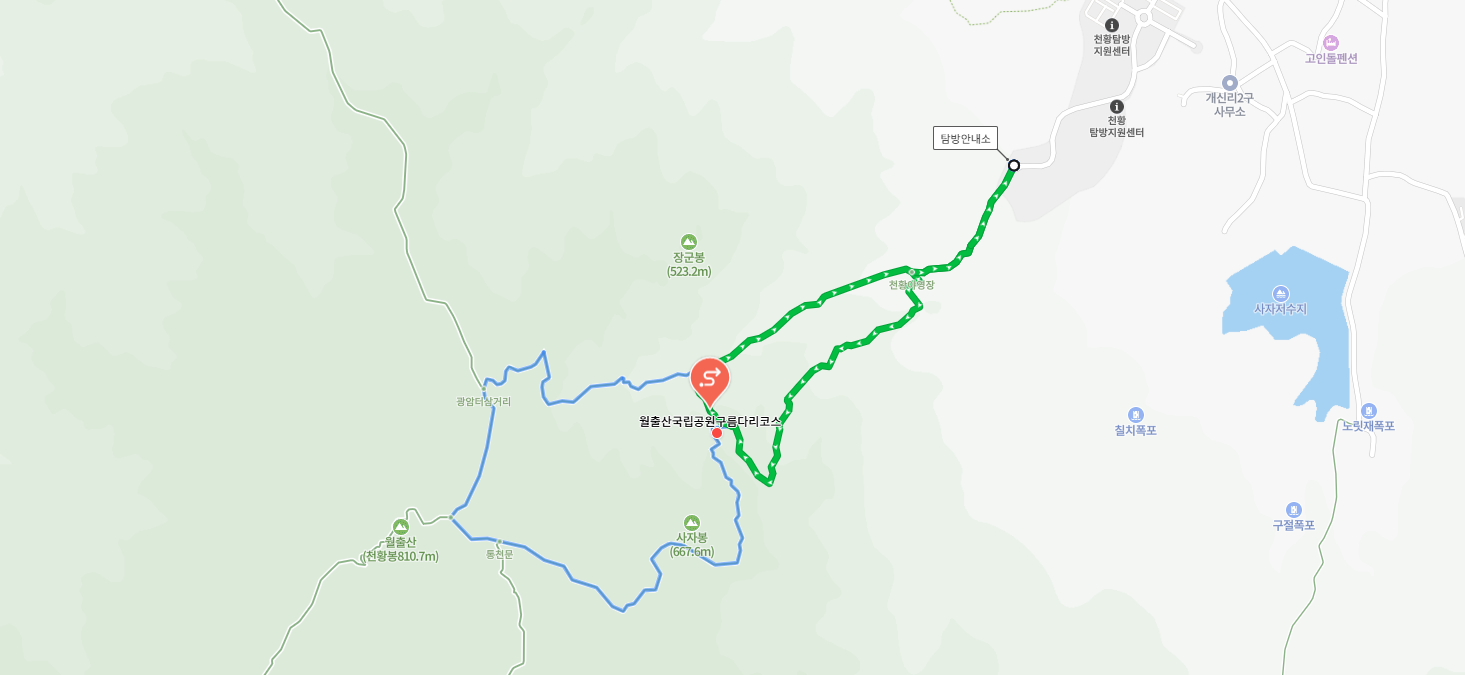 천황탐방
지원센터
고인돌펜션
개신리2구
사무소
천황
탐방지원센터
탐방안내소
장군봉
(523.2m)
천황야영장
사자저수지
광암터삼거리
월출산국립공원구름다리코스
칠치폭포
노릿재폭포
구절폭포
사자봉
(667.6m)
월출산
(천황봉810.7m)
통천문